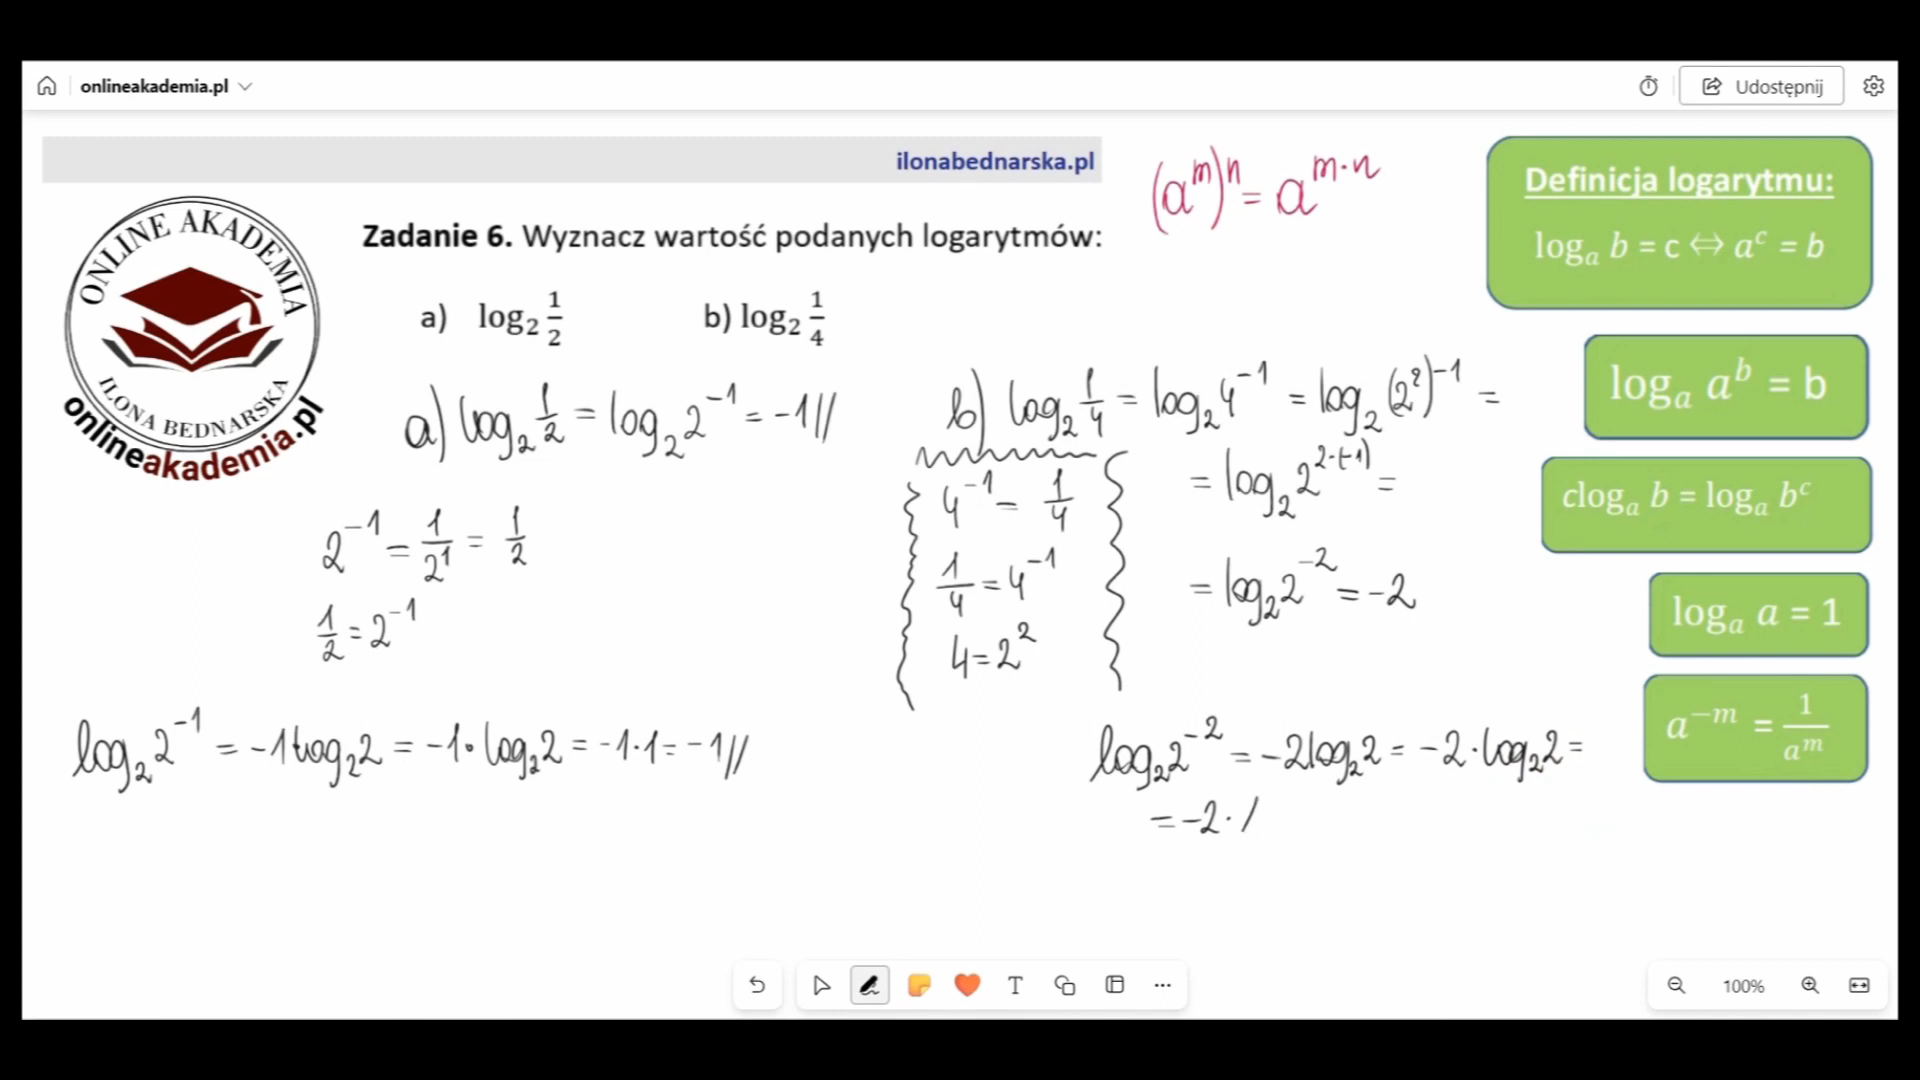 onlineakademia.pl
Udostępnij
ilonabednarska.pl
(a^m)^n = a^{m·n}
Definicja logarytmu:
log_a b = c ⇔ a^c = b
ONLINE AKADEMIA
ILONA BEDNARSKA
onlineakademia.pl
Zadanie 6. Wyznacz wartość podanych logarytmów:
a) log_2 1/2 b) log_2 1/4
log_a a^b = b
a) log_2 1/2 = log_2 2^{-1} = -1//
b) log_2 1/4 = log_2 4^{-1} = log_2 (2^2)^{-1} =
= log_2 2^{2·(-1)} =
= log_2 2^{-2} = -2
4^{-1} = 1/4
1/4 = 4^{-1}
4 = 2^2
2^{-1} = 1/2^1 = 1/2
1/2 = 2^{-1}
clog_a b = log_a b^c
log_a a = 1
a^{-m} = 1/a^m
log_2 2^{-1} = -1 log_2 2 = -1 · log_2 2 = -1·1 = -1//
log_2 2^{-2} = -2 log_2 2 = -2 · log_2 2 =
= -2 · /
T
100%